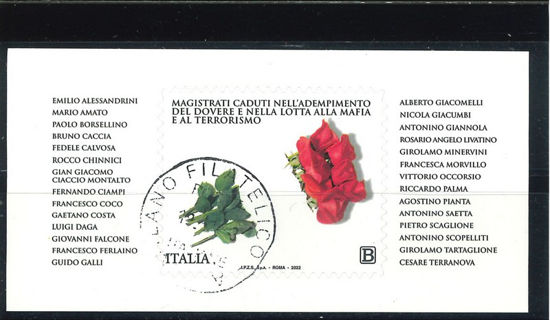 EMILIO ALESSANDRINI
MARIO AMATO
PAOLO BORSELLINO
BRUNO CACCIA
FEDELE CALVOSA
ROCCO CHINNICI
GIAN GIACOMO
CIACCIO MONTALTO
FERNANDO CIAMPI
FRANCESCO COCO
GAETANO COSTA
LUIGI DAGA
GIOVANNI FALCONE
FRANCESCO FERLAINO
GUIDO GALLI
MAGISTRATI CADUTI NELL'ADEMPIMENTO
DEL DOVERE E NELLA LOTTA ALLA MAFIA
E AL TERRORISMO
FILATELICO
ITALIA
B
I.P.Z.S. S.p.A. - ROMA - 2022
ALBERTO GIACOMELLI
NICOLA GIACUMBI
ANTONINO GIANNOLA
ROSARIO ANGELO LIVATINO
GIROLAMO MINERVINI
FRANCESCA MORVILLO
VITTORIO OCCORSIO
RICCARDO PALMA
AGOSTINO PIANTA
ANTONINO SAETTA
PIETRO SCAGLIONE
ANTONINO SCOPELLITI
GIROLAMO TARTAGLIONE
CESARE TERRANOVA